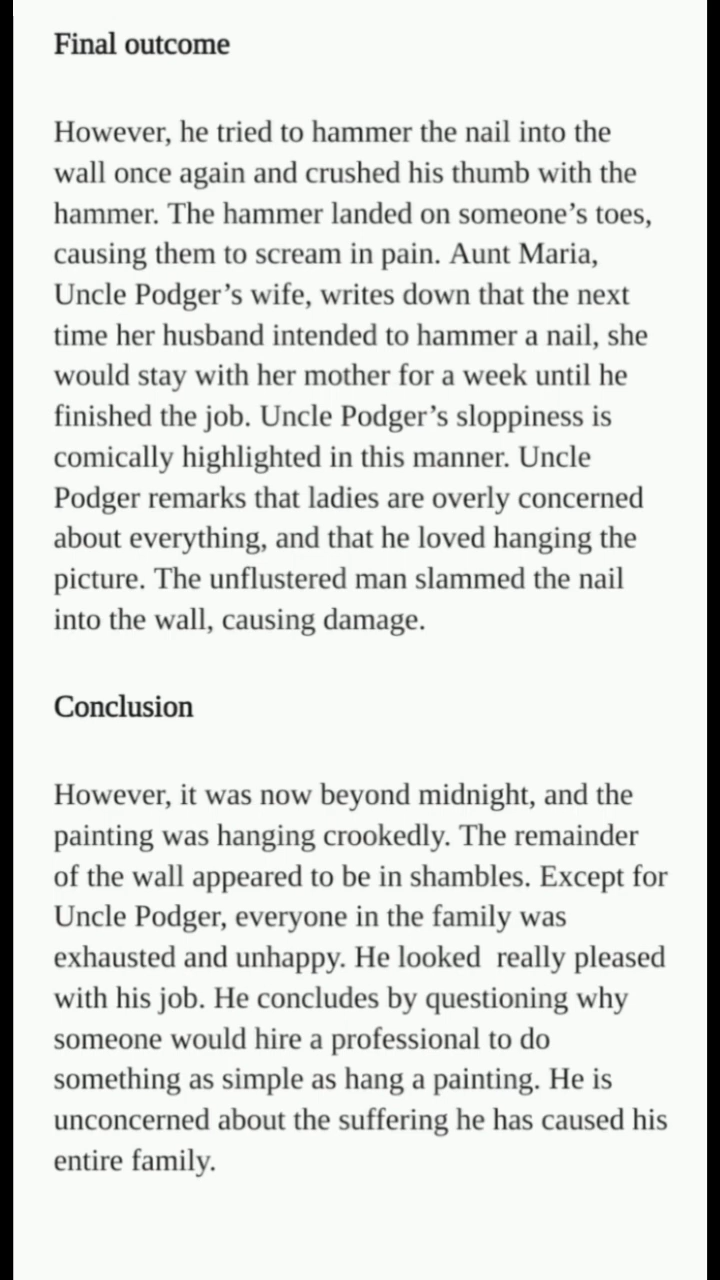 Final outcome
However, he tried to hammer the nail into the
wall once again and crushed his thumb with the
hammer. The hammer landed on someone’s toes,
causing them to scream in pain. Aunt Maria,
Uncle Podger’s wife, writes down that the next
time her husband intended to hammer a nail, she
would stay with her mother for a week until he
finished the job. Uncle Podger’s sloppiness is
comically highlighted in this manner. Uncle
Podger remarks that ladies are overly concerned
about everything, and that he loved hanging the
picture. The unflustered man slammed the nail
into the wall, causing damage.
Conclusion
However, it was now beyond midnight, and the
painting was hanging crookedly. The remainder
of the wall appeared to be in shambles. Except for
Uncle Podger, everyone in the family was
exhausted and unhappy. He looked  really pleased
with his job. He concludes by questioning why
someone would hire a professional to do
something as simple as hang a painting. He is
unconcerned about the suffering he has caused his
entire family.